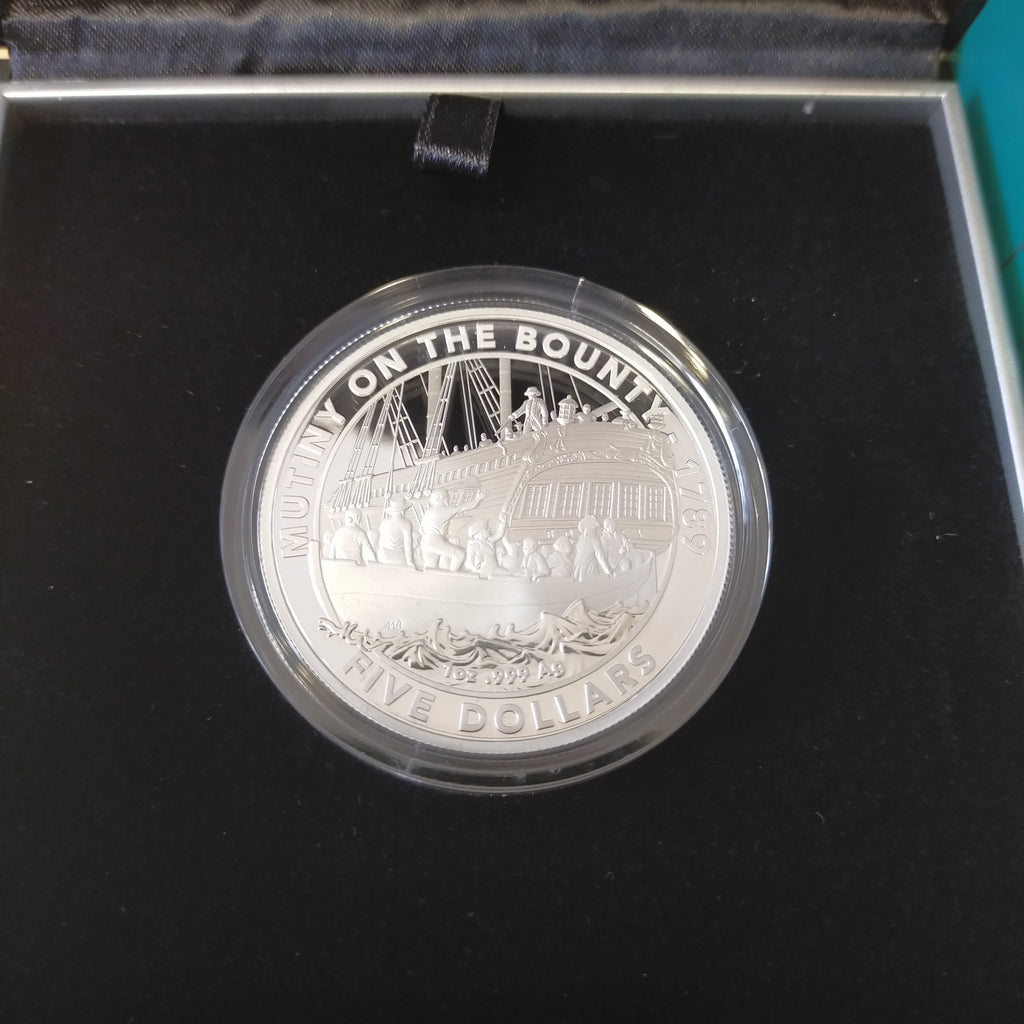 MUTINY ON THE BOUNTY 1789
1oz .999 Ag
FIVE DOLLARS